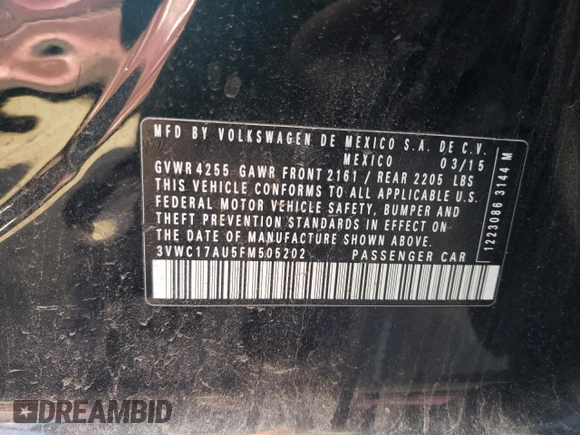 MFD BY VOLKSWAGEN DE MEXICO S.A. DE C.V.
MEXICO 03/15
GVWR 4255 GAWR FRONT 2161 / REAR 2205 LBS
THIS VEHICLE CONFORMS TO ALL APPLICABLE U.S.
FEDERAL MOTOR VEHICLE SAFETY, BUMPER AND
THEFT PREVENTION STANDARDS IN EFFECT ON
THE DATE OF MANUFACTURE SHOWN ABOVE.
3VWC17AU5FM505202 PASSENGER CAR
1223086 3144 M
DREAMBID